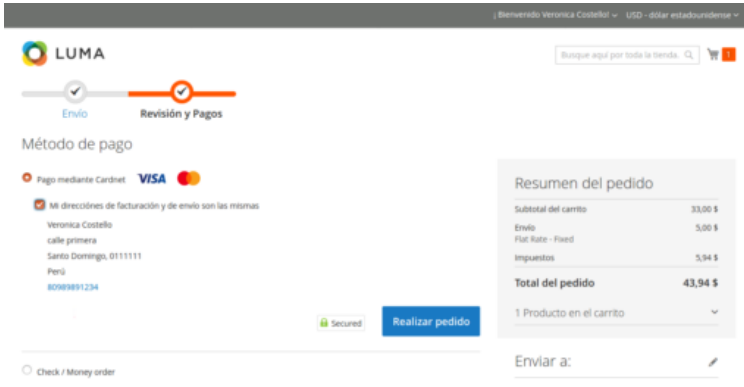 ¡ Bienvenido Veronica Costello! USD - dólar estadounidense
LUMA
Busque aquí por toda la tienda.
1
Envío
Revisión y Pagos
Método de pago
Pago mediante Cardnet VISA
Mi direcciónes de facturación y de envío son las mismas
Veronica Costello
calle primera
Santo Domingo, 0111111
Perú
80989891234
Secured
Realizar pedido
Check / Money order
Resumen del pedido
Subtotal del carrito 33,00 $
Envío 5,00 $
Flat Rate - Fixed
Impuestos 5,94 $
Total del pedido 43,94 $
1 Producto en el carrito
Enviar a: